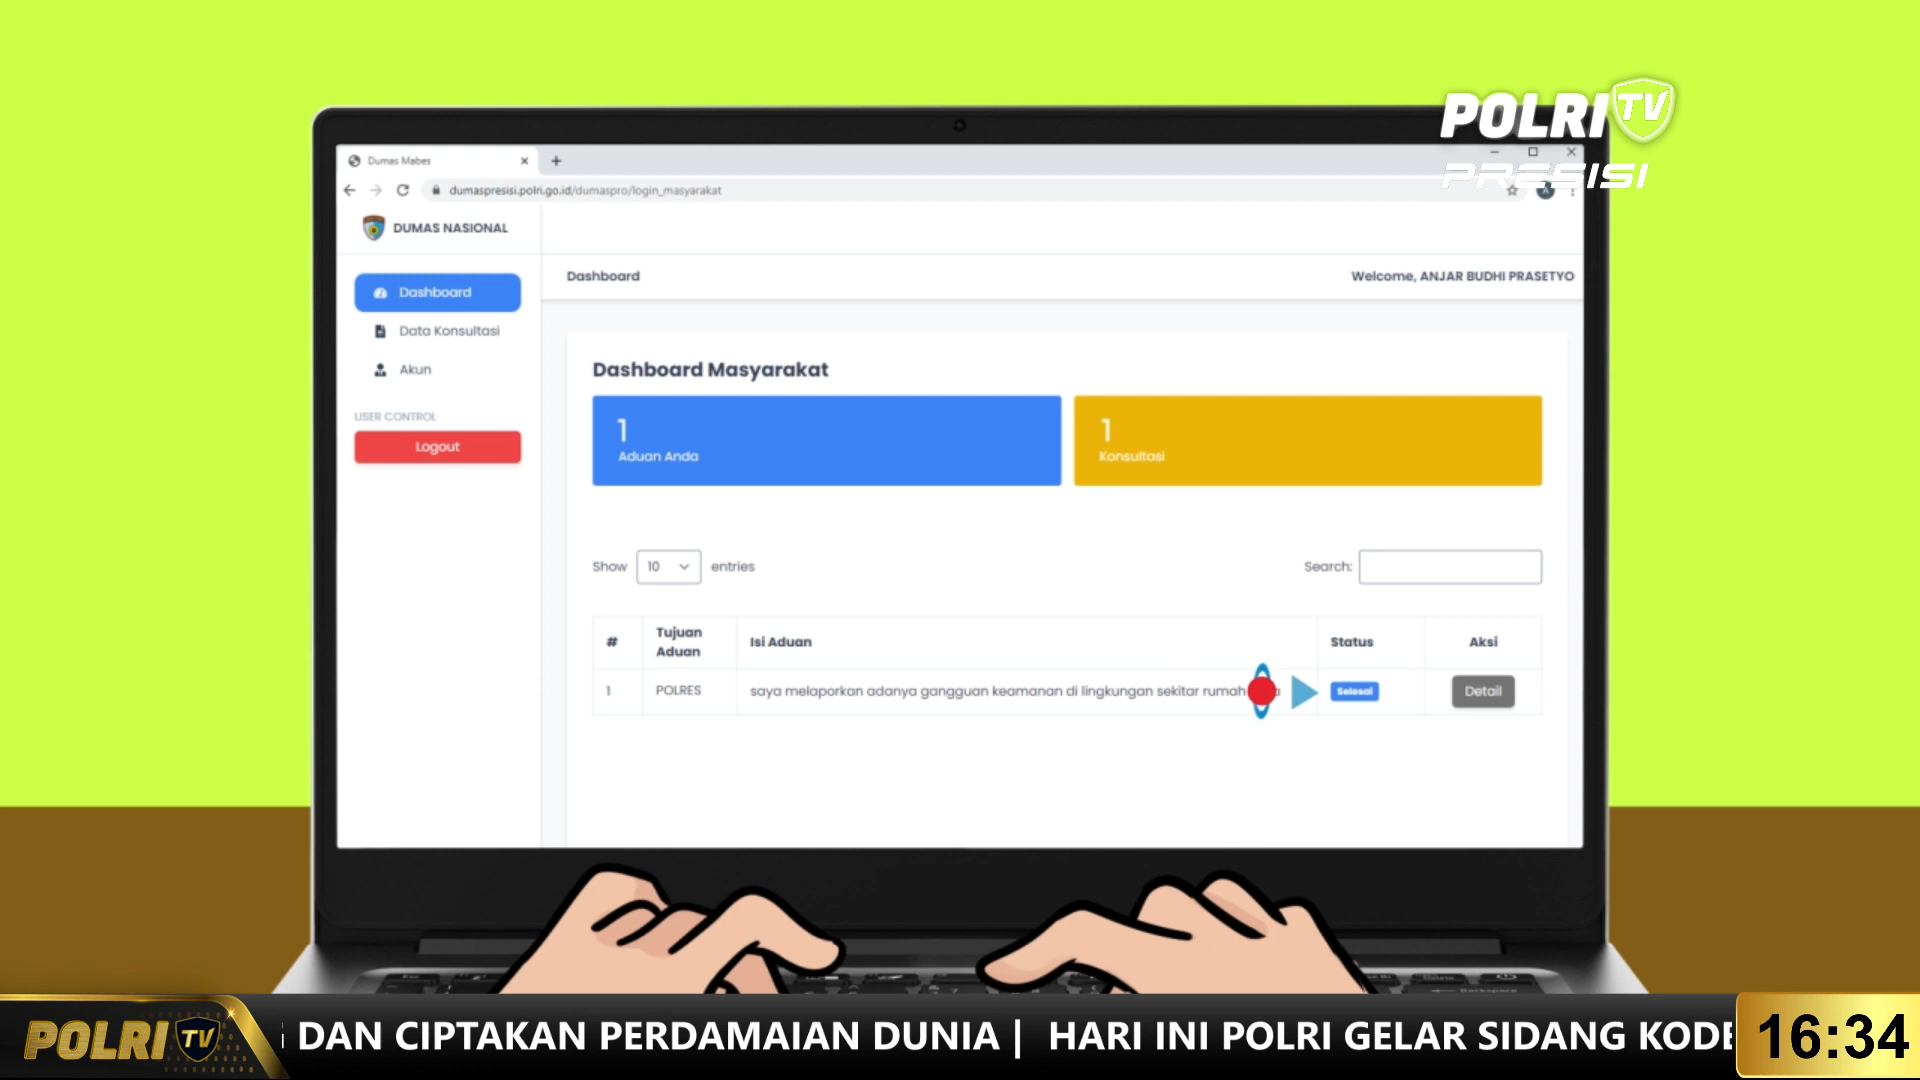 POLRI TV
PRESISI
Dumas Mabes
dumaspresisi.polri.go.id/dumaspro/login_masyarakat
DUMAS NASIONAL
Dashboard
Data Konsultasi
Akun
USER CONTROL
Logout
Dashboard
Welcome, ANJAR BUDHI PRASETYO
Dashboard Masyarakat
1
Aduan Anda
1
Konsultasi
Show 10 entries
Search:
# Tujuan Aduan Isi Aduan Status Aksi
1 POLRES saya melaporkan adanya gangguan keamanan di lingkungan sekitar rumah Selesai Detail
POLRI TV
DAN CIPTAKAN PERDAMAIAN DUNIA | HARI INI POLRI GELAR SIDANG KODE
16:34